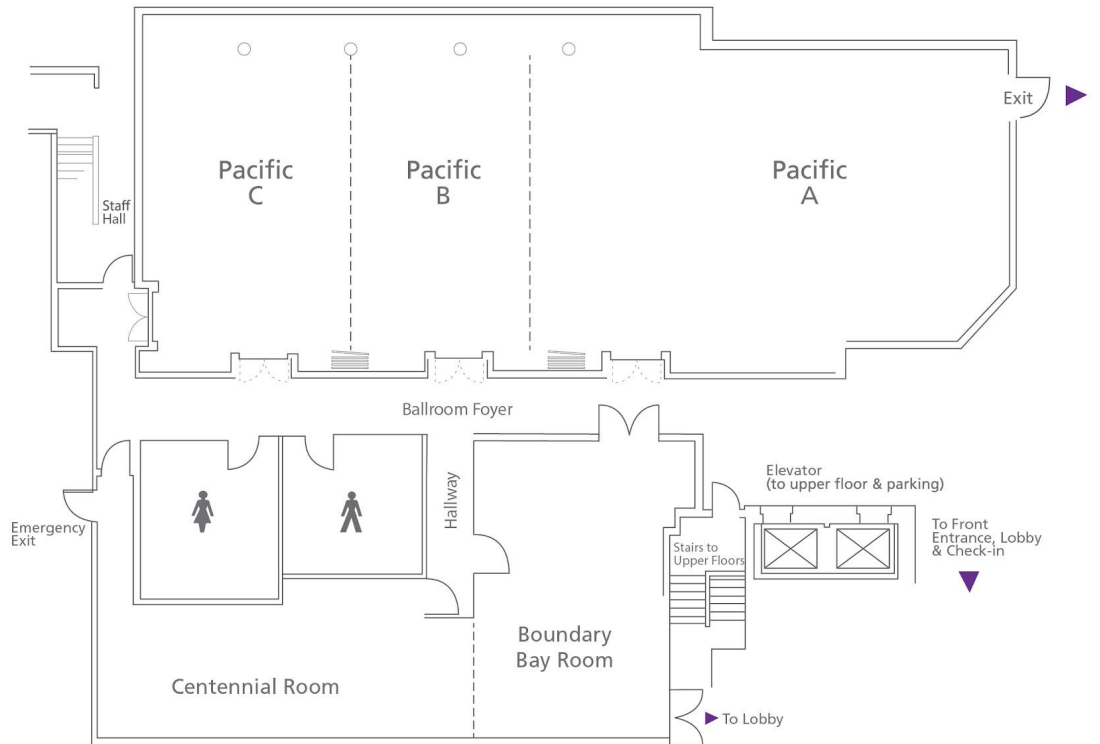 Exit
Pacific
C
Pacific
B
Pacific
A
Staff
Hall
Ballroom Foyer
Hallway
Elevator
(to upper floor & parking)
Emergency
Exit
To Front
Entrance, Lobby
& Check-in
Stairs to
Upper Floors
Boundary
Bay Room
Centennial Room
To Lobby